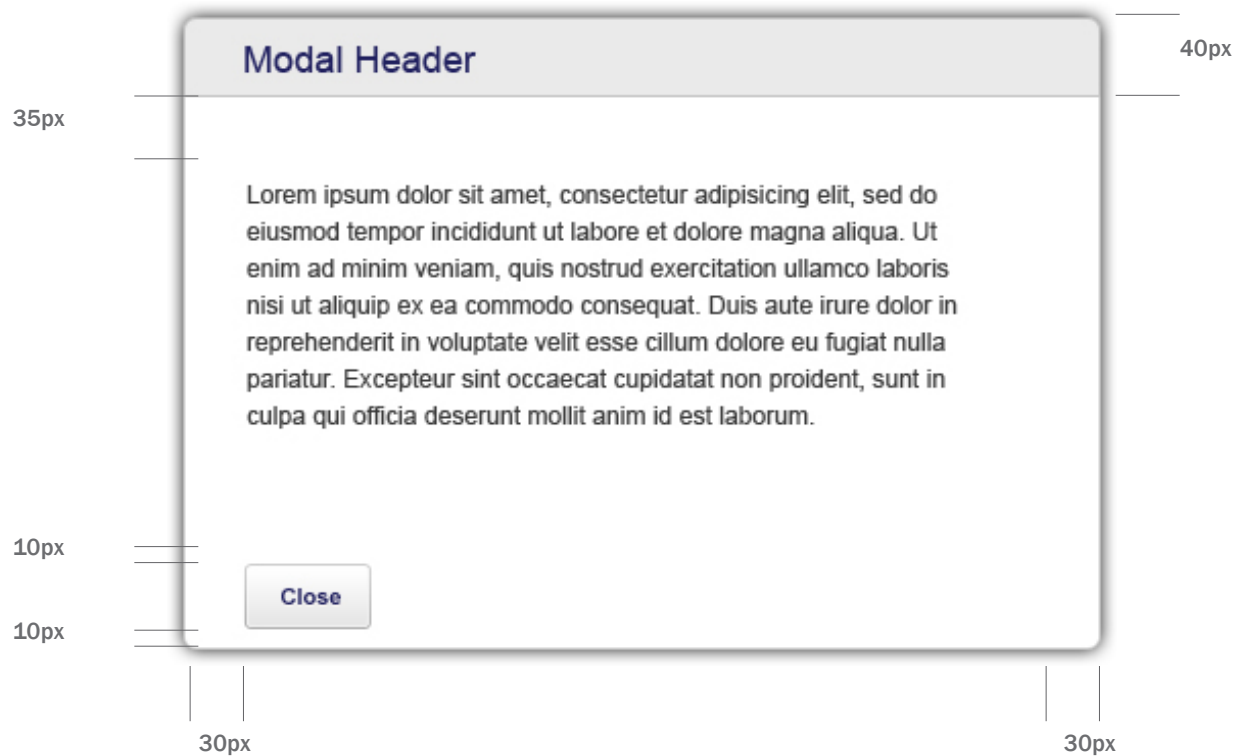 Modal Header
40px
35px
Lorem ipsum dolor sit amet, consectetur adipisicing elit, sed do
eiusmod tempor incididunt ut labore et dolore magna aliqua. Ut
enim ad minim veniam, quis nostrud exercitation ullamco laboris
nisi ut aliquip ex ea commodo consequat. Duis aute irure dolor in
reprehenderit in voluptate velit esse cillum dolore eu fugiat nulla
pariatur. Excepteur sint occaecat cupidatat non proident, sunt in
culpa qui officia deserunt mollit anim id est laborum.
10px
Close
10px
30px
30px